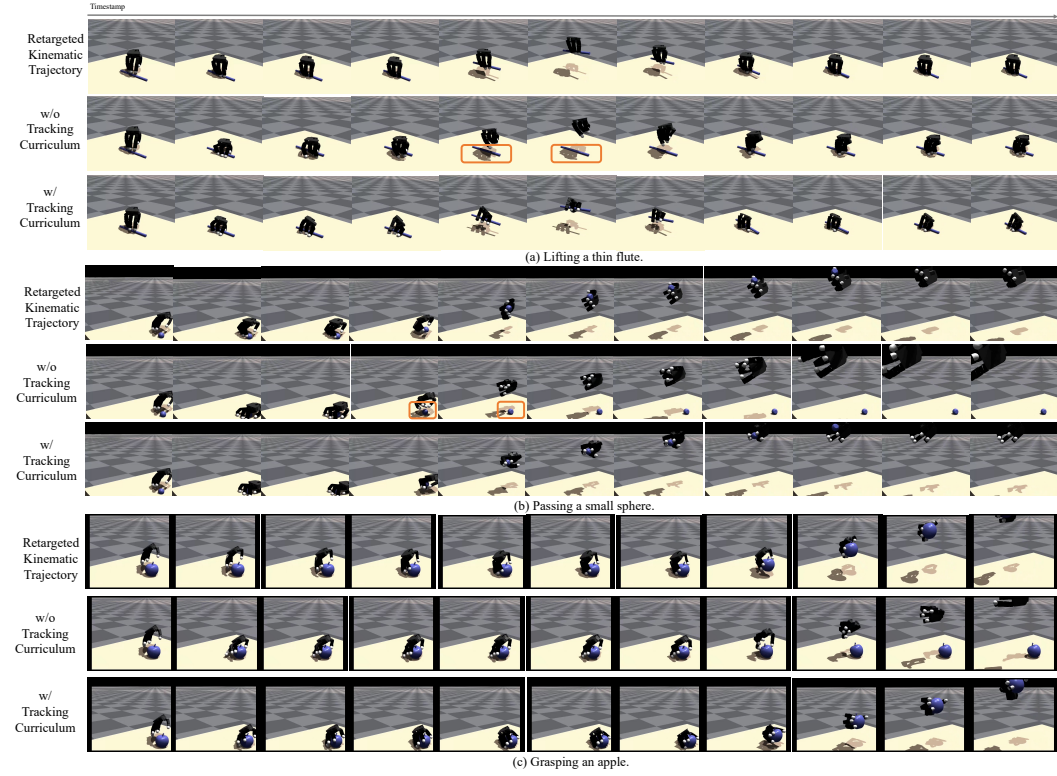 Timestamp
Retargeted
Kinematic
Trajectory
w/o
Tracking
Curriculum
w/
Tracking
Curriculum
(a) Lifting a thin flute.
Retargeted
Kinematic
Trajectory
w/o
Tracking
Curriculum
w/
Tracking
Curriculum
(b) Passing a small sphere.
Retargeted
Kinematic
Trajectory
w/o
Tracking
Curriculum
w/
Tracking
Curriculum
(c) Grasping an apple.